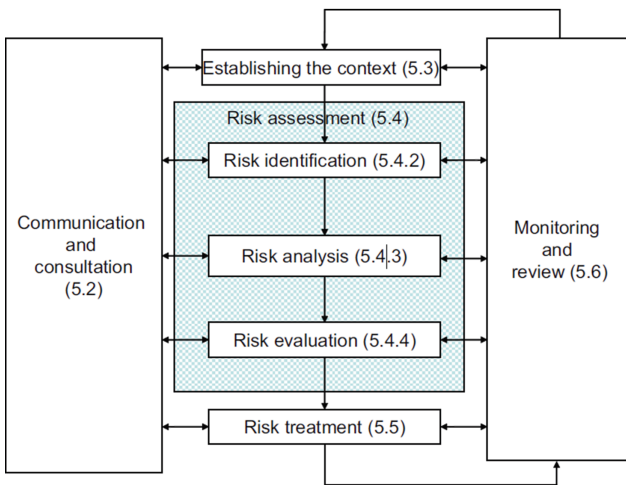 Establishing the context (5.3)
Risk assessment (5.4)
Risk identification (5.4.2)
Communication
and
consultation
(5.2)
Risk analysis (5.4.3)
Monitoring
and
review (5.6)
Risk evaluation (5.4.4)
Risk treatment (5.5)